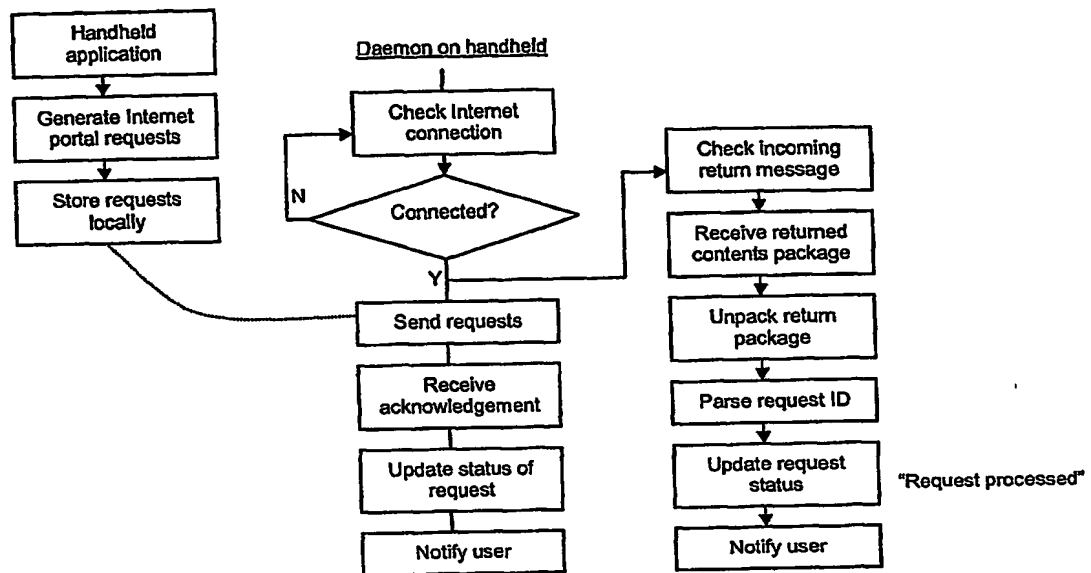 Handheld
application
Generate Internet
portal requests
Store requests
locally
Daemon on handheld
Check Internet
connection
N
Connected?
Y
Send requests
Receive
acknowledgement
Update status of
request
Notify user
Check incoming
return message
Receive returned
contents package
Unpack return
package
Parse request ID
Update request
status
"Request processed"
Notify user